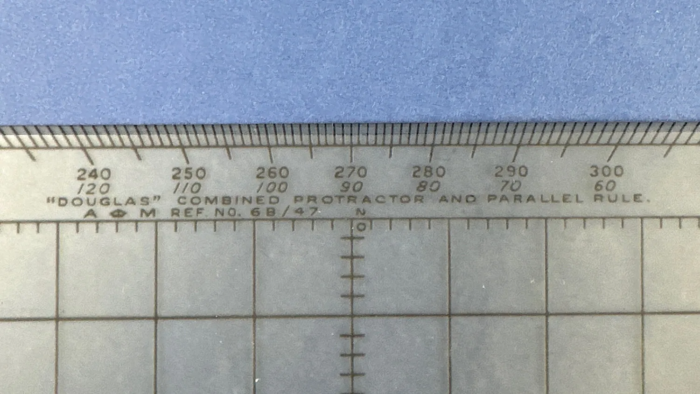 240 250 260 270 280 290 300
120 110 100 90 80 70 60
"DOUGLAS" COMBINED PROTRACTOR AND PARALLEL RULE.
A M REF. NO. 6B/47 N
0